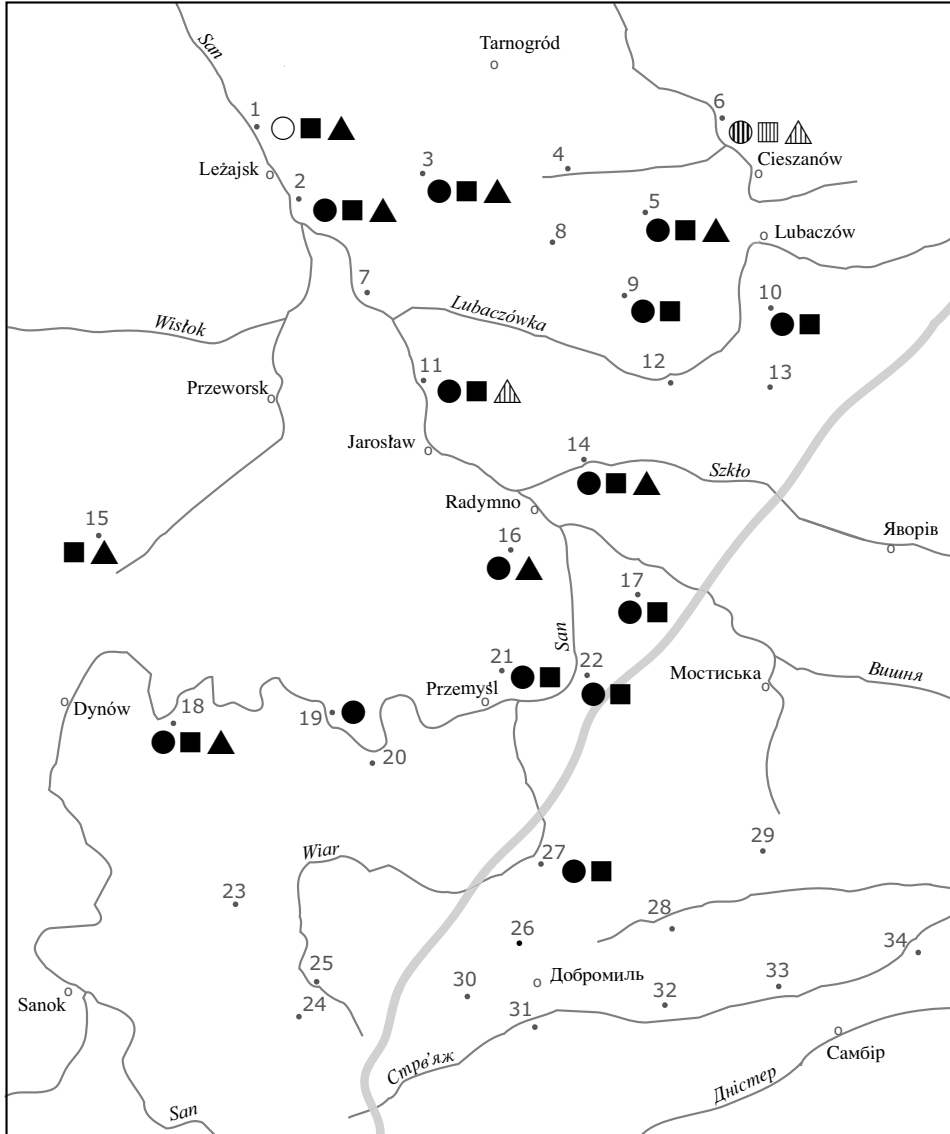 San
Tarnogród
1
6
Leżajsk
3
4
Cieszanów
2
5
8
Lubaczów
7
9
10
Wisłok
Lubaczówka
11
12
13
Przeworsk
Jarosław
14
Szkło
Radymno
15
16
Яворів
17
San
21
22
Dynów
18
19
Przemyśl
Мостиська
Вишня
20
Wiar
27
29
23
28
26
34
25
30
Добромиль
33
Sanok
24
31
32
Самбір
Стрв'яж
Дністер
San